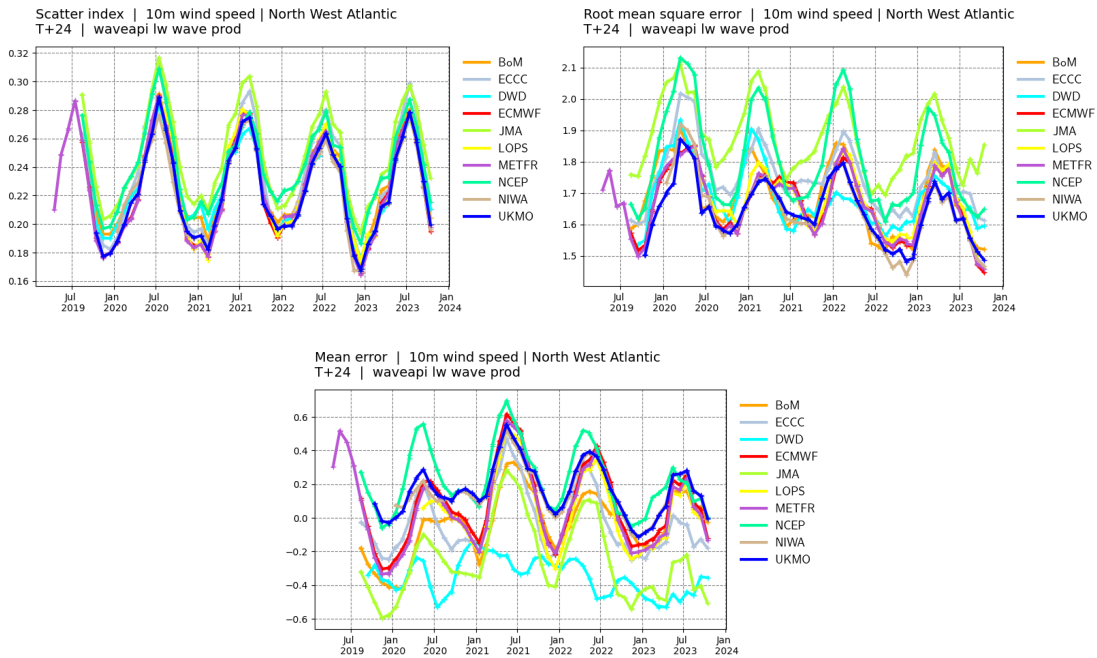 Scatter index | 10m wind speed | North West Atlantic
T+24 | waveapi lw wave prod
0.32
0.30
0.28
0.26
0.24
0.22
0.20
0.18
0.16
Jul
2019
Jan
2020
Jul
2020
Jan
2021
Jul
2021
Jan
2022
Jul
2022
Jan
2023
Jul
2023
Jan
2024
BoM
ECCC
DWD
ECMWF
JMA
LOPS
METFR
NCEP
NIWA
UKMO
Root mean square error | 10m wind speed | North West Atlantic
T+24 | waveapi lw wave prod
2.1
2.0
1.9
1.8
1.7
1.6
1.5
Jul
2019
Jan
2020
Jul
2020
Jan
2021
Jul
2021
Jan
2022
Jul
2022
Jan
2023
Jul
2023
Jan
2024
BoM
ECCC
DWD
ECMWF
JMA
LOPS
METFR
NCEP
NIWA
UKMO
Mean error | 10m wind speed | North West Atlantic
T+24 | waveapi lw wave prod
0.6
0.4
0.2
0.0
−0.2
−0.4
−0.6
Jul
2019
Jan
2020
Jul
2020
Jan
2021
Jul
2021
Jan
2022
Jul
2022
Jan
2023
Jul
2023
Jan
2024
BoM
ECCC
DWD
ECMWF
JMA
LOPS
METFR
NCEP
NIWA
UKMO